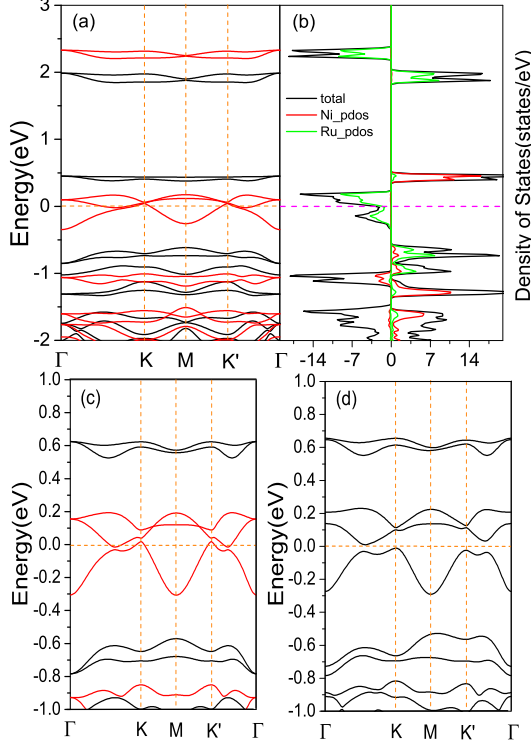 (a)
(b)
Energy(eV)
3
2
1
0
-1
-2
Γ K M K' Γ
total
Ni_pdos
Ru_pdos
-14 -7 0 7 14
Density of States(states/eV)
(c)
Energy(eV)
1.0
0.8
0.6
0.4
0.2
0.0
-0.2
-0.4
-0.6
-0.8
-1.0
Γ K M K' Γ
(d)
Energy(eV)
1.0
0.8
0.6
0.4
0.2
0.0
-0.2
-0.4
-0.6
-0.8
-1.0
Γ K M K' Γ